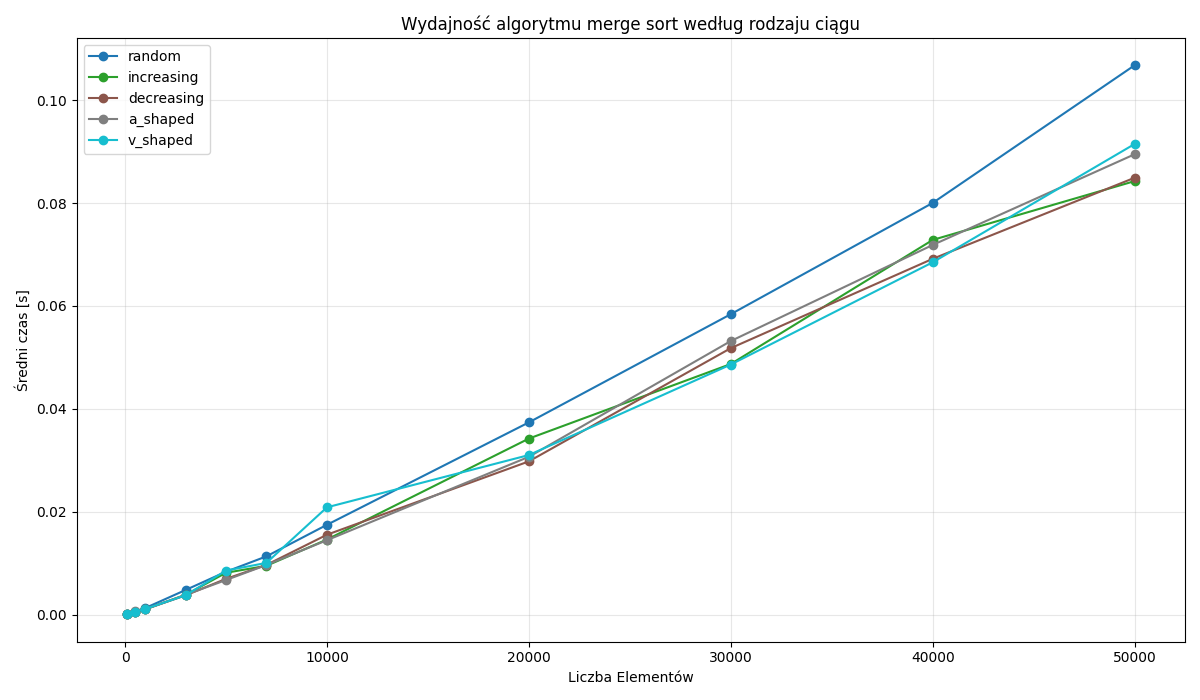 Wydajność algorytmu merge sort według rodzaju ciągu
random
increasing
decreasing
a_shaped
v_shaped
Średni czas [s]
0.10
0.08
0.06
0.04
0.02
0.00
0 10000 20000 30000 40000 50000
Liczba Elementów